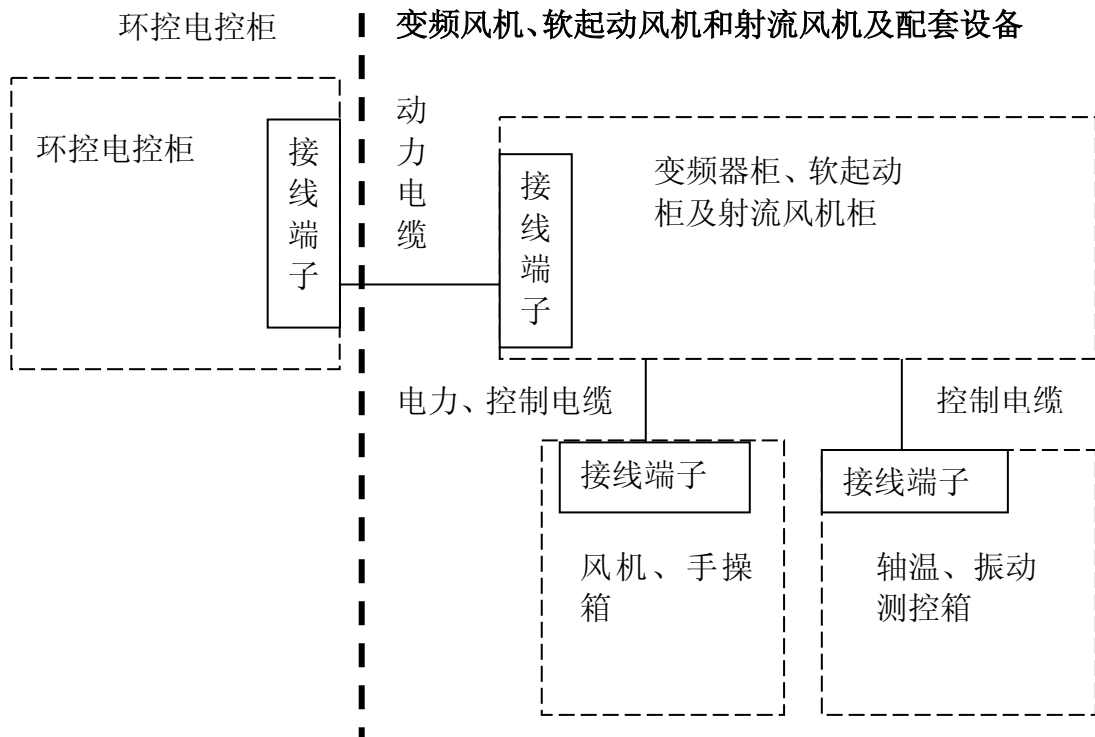 环控电控柜
变频风机、软起动风机和射流风机及配套设备
环控电控柜
接
线
端
子
动
力
电
缆
接
线
端
子
变频器柜、软起动
柜及射流风机柜
电力、控制电缆
控制电缆
接线端子
风机、手操
箱
接线端子
轴温、振动
测控箱